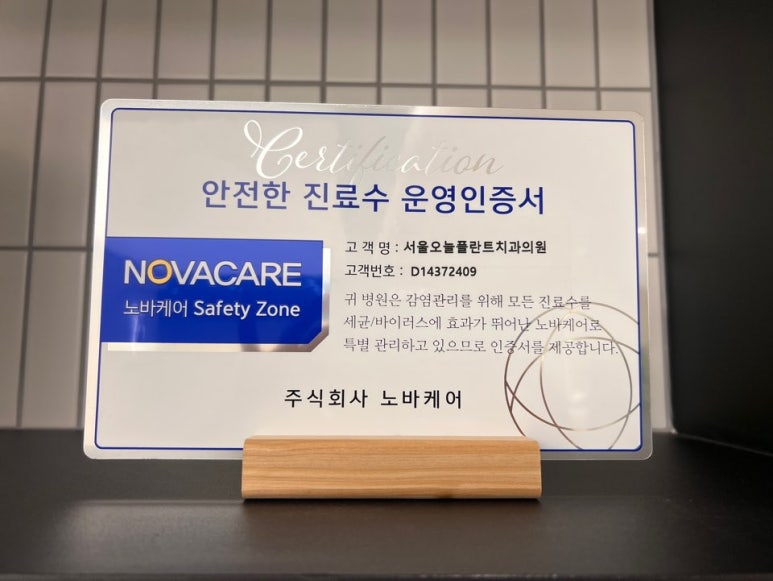 Certification
안전한 진료수 운영인증서
NOVACARE
노바케어 Safety Zone
고 객 명 : 서울오늘플란트치과의원
고객번호 : D14372409
귀 병원은 감염관리를 위해 모든 진료수를
세균/바이러스에 효과가 뛰어난 노바케어로
특별 관리하고 있으므로 인증서를 제공합니다.
주식회사 노바케어